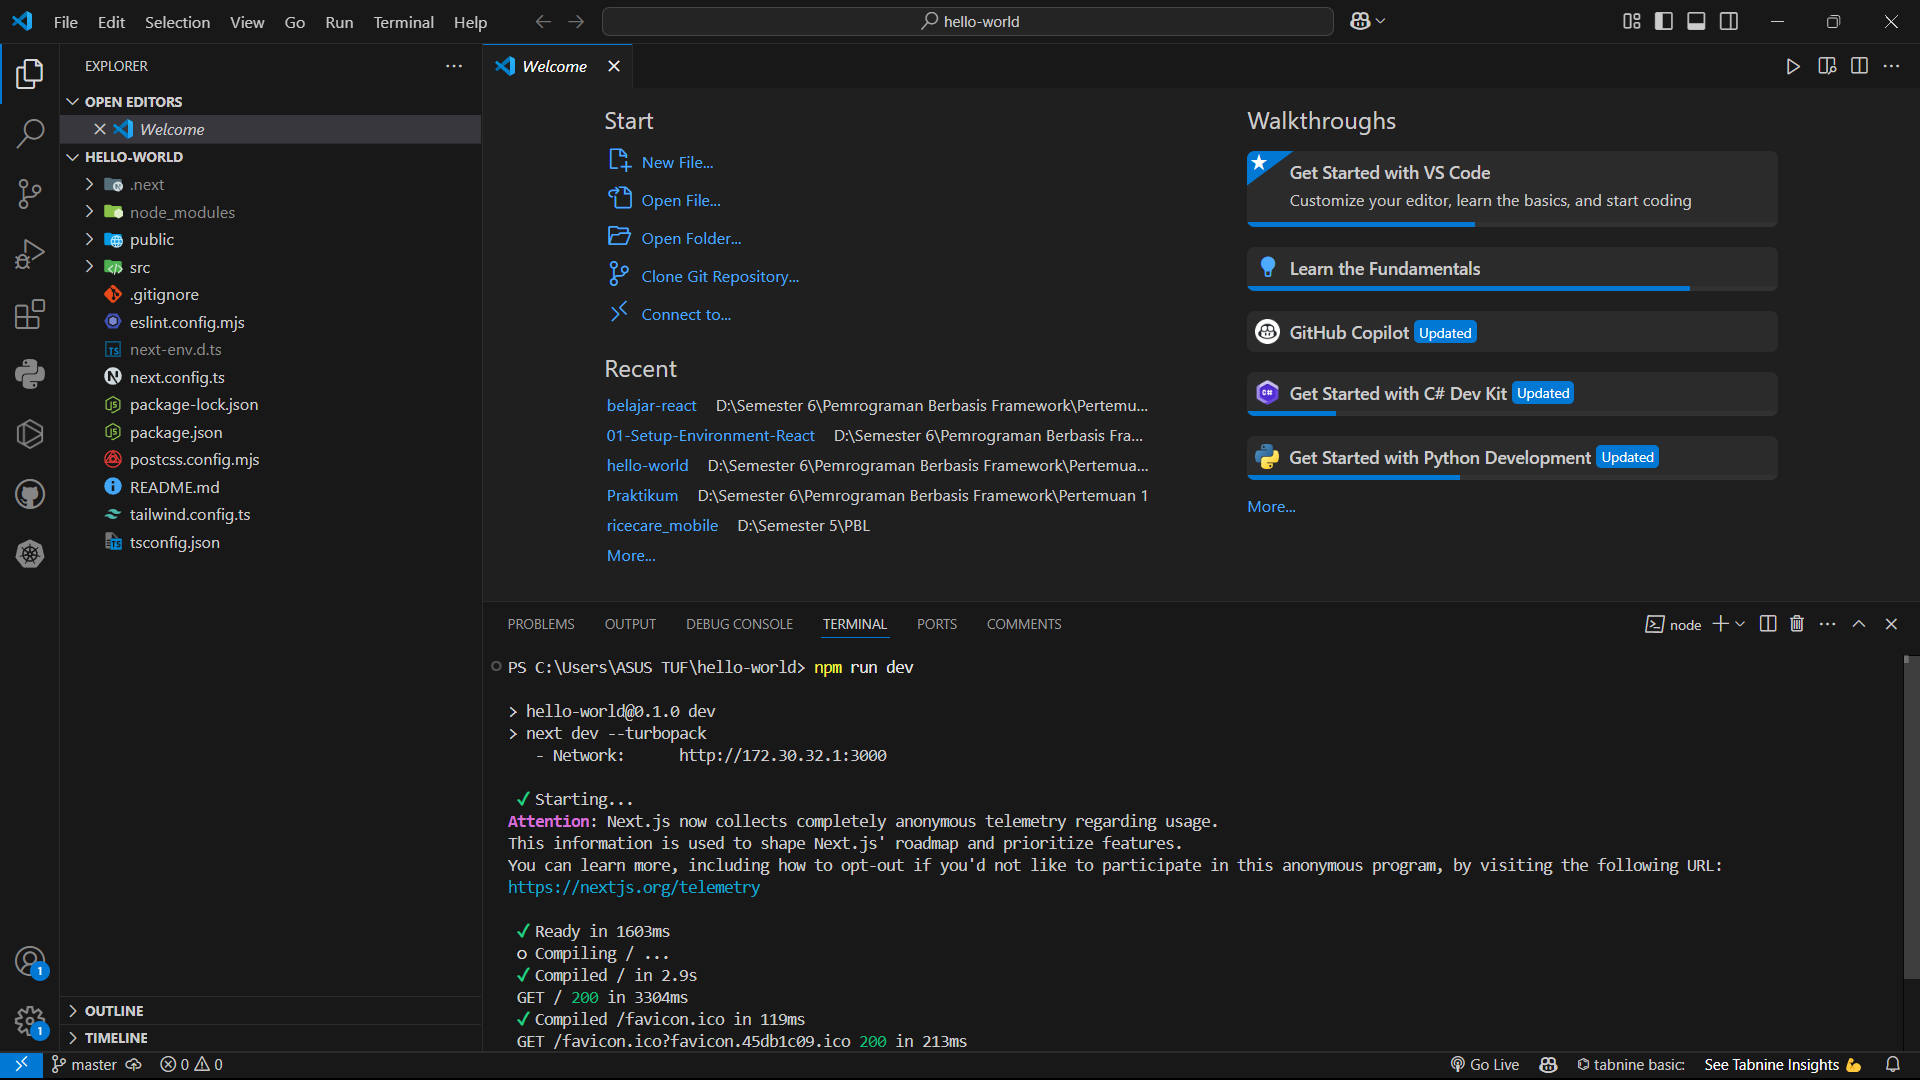 File Edit Selection View Go Run Terminal Help
hello-world
EXPLORER
OPEN EDITORS
Welcome
HELLO-WORLD
.next
node_modules
public
src
.gitignore
eslint.config.mjs
next-env.d.ts
next.config.ts
package-lock.json
package.json
postcss.config.mjs
README.md
tailwind.config.ts
tsconfig.json
OUTLINE
TIMELINE
Welcome
Start
New File...
Open File...
Open Folder...
Clone Git Repository...
Connect to...
Recent
belajar-react D:\Semester 6\Pemrograman Berbasis Framework\Pertemu...
01-Setup-Environment-React D:\Semester 6\Pemrograman Berbasis Fra...
hello-world D:\Semester 6\Pemrograman Berbasis Framework\Pertemua...
Praktikum D:\Semester 6\Pemrograman Berbasis Framework\Pertemuan 1
ricecare_mobile D:\Semester 5\PBL
More...
Walkthroughs
Get Started with VS Code
Customize your editor, learn the basics, and start coding
Learn the Fundamentals
GitHub Copilot Updated
Get Started with C# Dev Kit Updated
Get Started with Python Development Updated
More...
PROBLEMS OUTPUT DEBUG CONSOLE TERMINAL PORTS COMMENTS
node
PS C:\Users\ASUS TUF\hello-world> npm run dev
> hello-world@0.1.0 dev
> next dev --turbopack
- Network: http://172.30.32.1:3000
✓ Starting...
Attention: Next.js now collects completely anonymous telemetry regarding usage.
This information is used to shape Next.js' roadmap and prioritize features.
You can learn more, including how to opt-out if you'd not like to participate in this anonymous program, by visiting the following URL:
https://nextjs.org/telemetry
✓ Ready in 1603ms
○ Compiling / ...
✓ Compiled / in 2.9s
GET / 200 in 3304ms
✓ Compiled /favicon.ico in 119ms
GET /favicon.ico?favicon.45db1c09.ico 200 in 213ms
1
1
master 0 0
Go Live tabnine basic: See Tabnine Insights